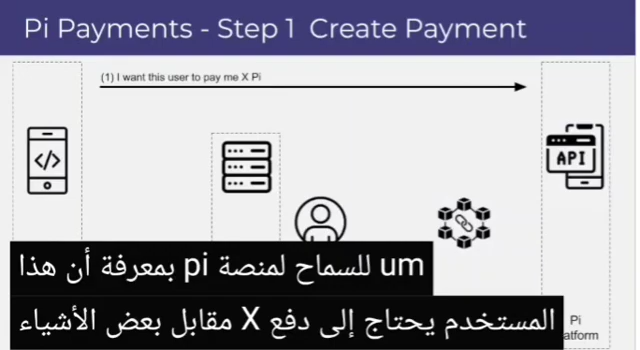 Pi Payments - Step 1 Create Payment
(1) I want this user to pay me X Pi
</>
API
um للسماح لمنصة pi بمعرفة أن هذا
المستخدم يحتاج إلى دفع X مقابل بعض الأشياء
Pi
atform